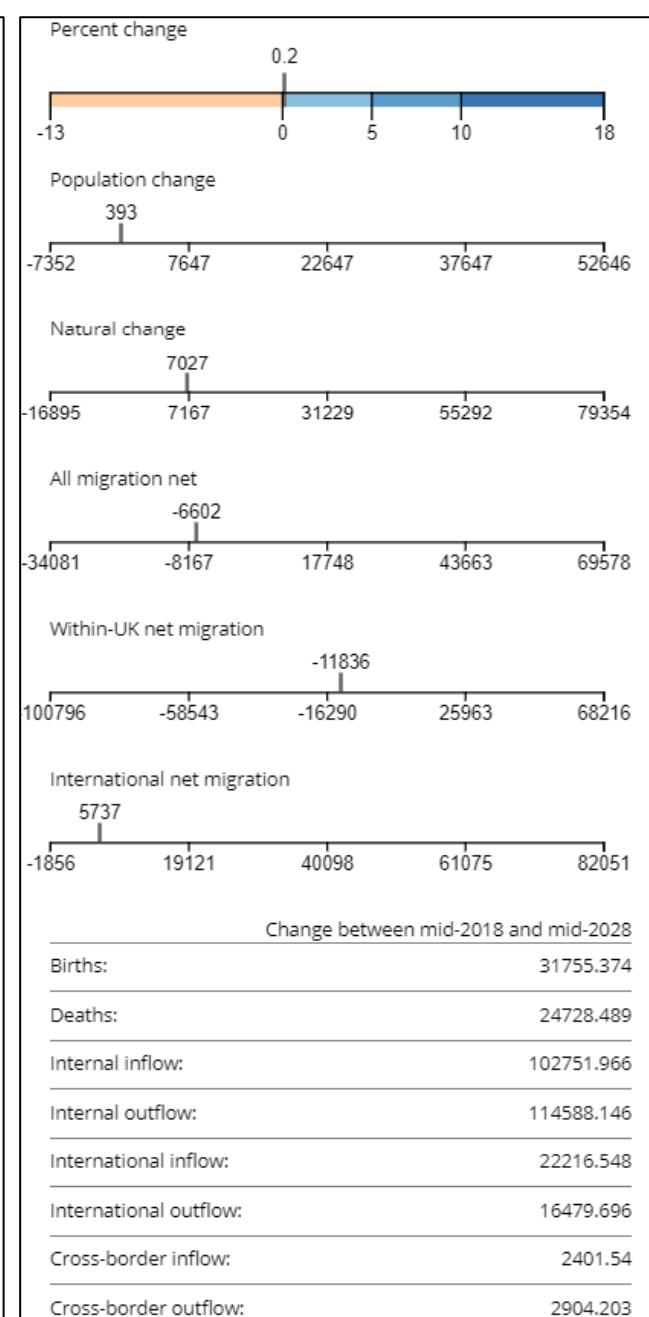 Percent change
0.2
-13 0 5 10 18
Population change
393
-7352 7647 22647 37647 52646
Natural change
7027
-16895 7167 31229 55292 79354
All migration net
-6602
-34081 -8167 17748 43663 69578
Within-UK net migration
-11836
100796 -58543 -16290 25963 68216
International net migration
5737
-1856 19121 40098 61075 82051
Change between mid-2018 and mid-2028
Births: 31755.374
Deaths: 24728.489
Internal inflow: 102751.966
Internal outflow: 114588.146
International inflow: 22216.548
International outflow: 16479.696
Cross-border inflow: 2401.54
Cross-border outflow: 2904.203